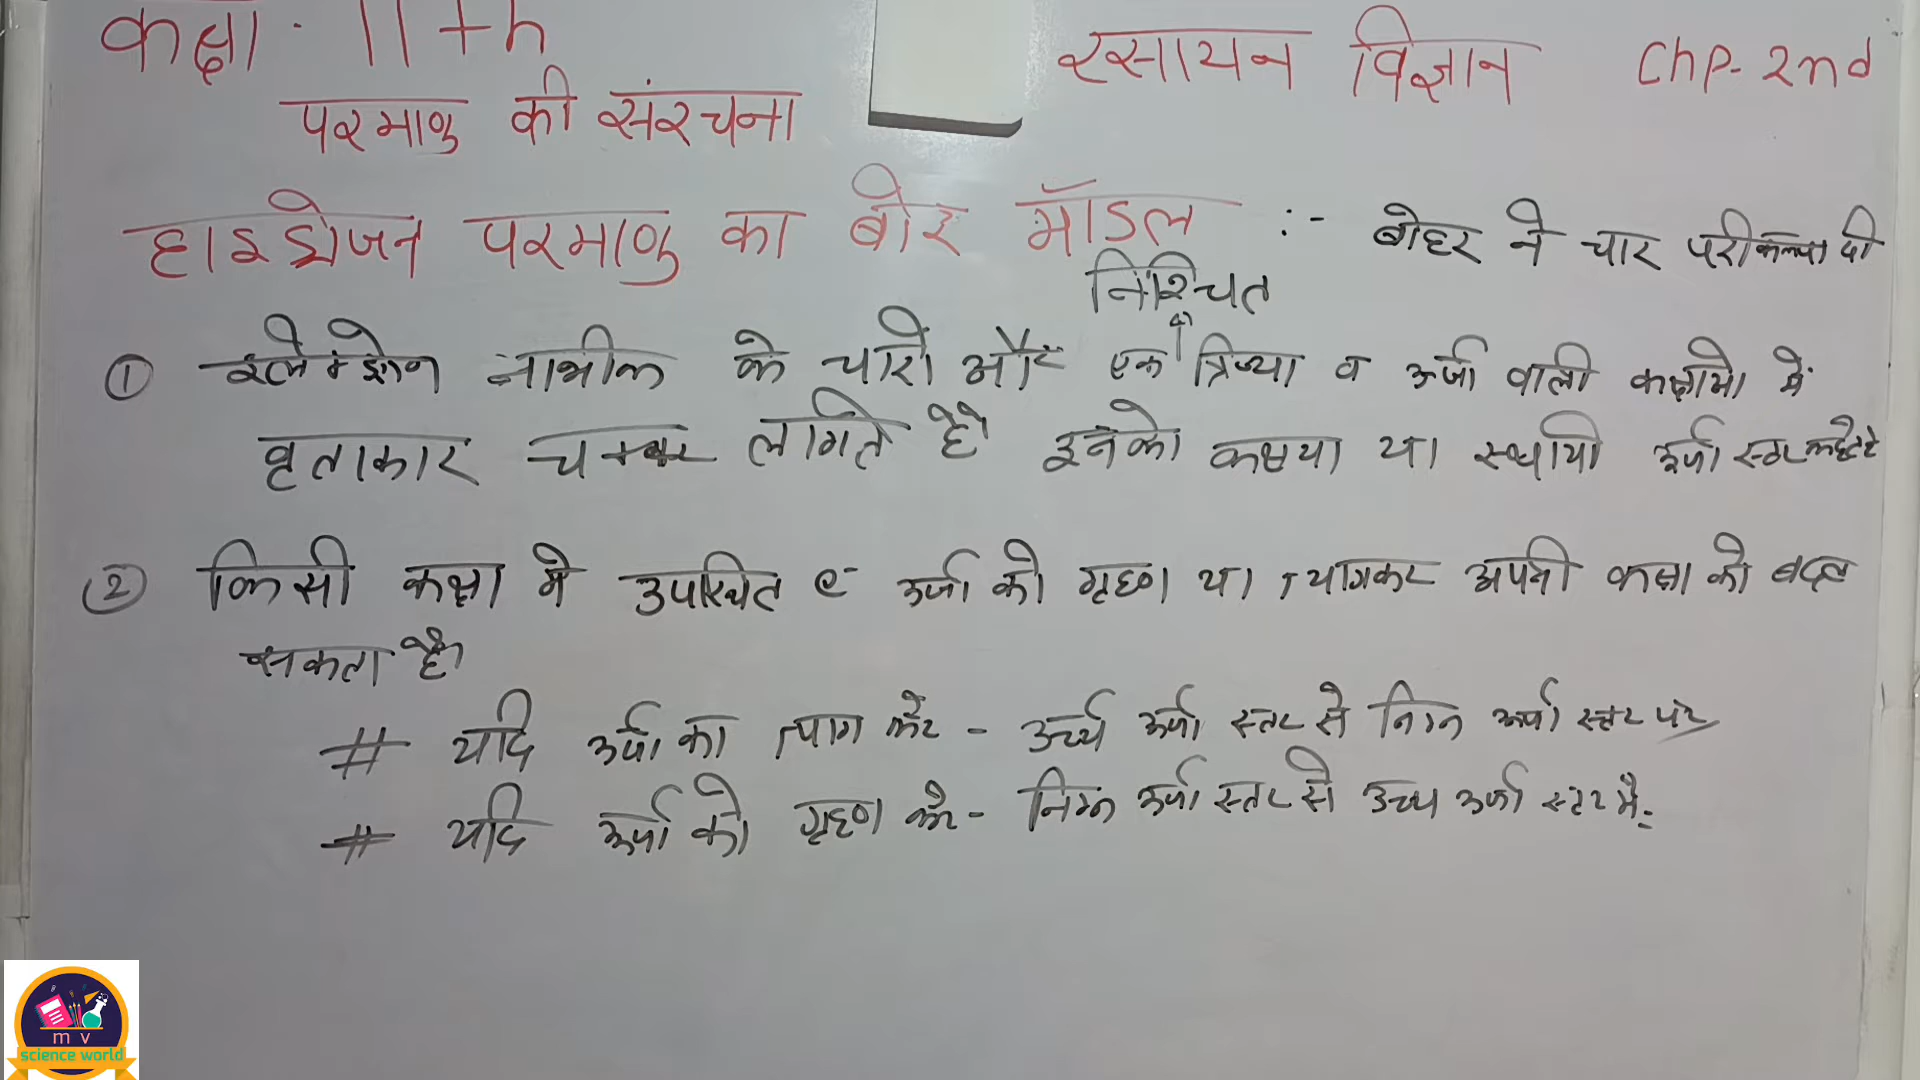 कक्षा - 11th
रसायन विज्ञान Chp- 2nd
परमाणु की संरचना
हाइड्रोजन परमाणु का बोर मॉडल :- बोहर ने चार परीकल्पना दी
निश्चित
① इलेक्ट्रोन नाभीक के चारो और एक त्रिज्या व ऊर्जा वाली कक्षाओ में
वृताकार चक्कर लगाते है। इनको कक्षा या स्थायी ऊर्जा स्तर कहते है
② किसी कक्षा मे उपस्थित e- ऊर्जा को गृहण या त्यागकर अपनी कक्षा को बदल
सकता है।
# यदि ऊर्जा का त्याग करे - उच्च ऊर्जा स्तर से निम्न ऊर्जा स्तर पर
# यदि ऊर्जा को गृहण करे - निम्न ऊर्जा स्तर से उच्च ऊर्जा स्तर मे
m v
science world